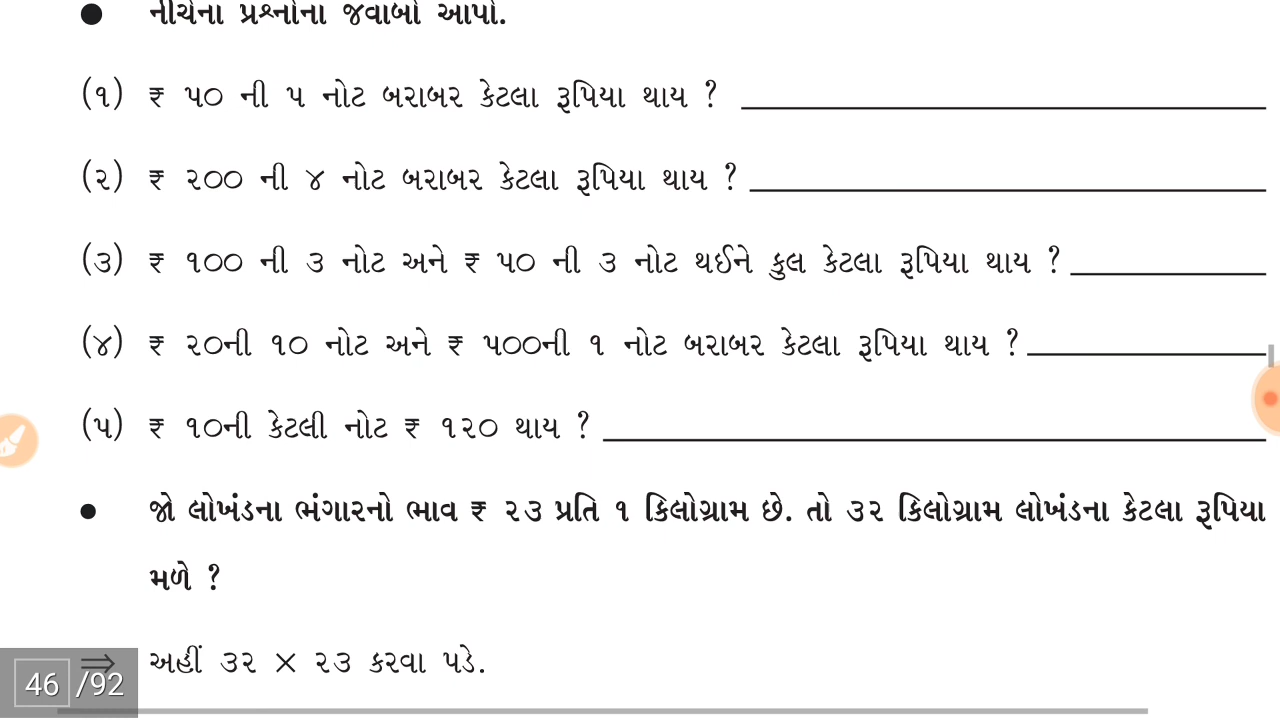 ● નીચેના પ્રશ્નોના જવાબો આપો.
(૧) ₹ ૫૦ ની ૫ નોટ બરાબર કેટલા રૂપિયા થાય ?
(૨) ₹ ૨૦૦ ની ૪ નોટ બરાબર કેટલા રૂપિયા થાય ?
(૩) ₹ ૧૦૦ ની ૩ નોટ અને ₹ ૫૦ ની ૩ નોટ થઈને કુલ કેટલા રૂપિયા થાય ?
(૪) ₹ ૨૦ની ૧૦ નોટ અને ₹ ૫૦૦ની ૧ નોટ બરાબર કેટલા રૂપિયા થાય ?
(૫) ₹ ૧૦ની કેટલી નોટ ₹ ૧૨૦ થાય ?
● જો લોખંડના ભંગારનો ભાવ ₹ ૨૩ પ્રતિ ૧ કિલોગ્રામ છે. તો ૩૨ કિલોગ્રામ લોખંડના કેટલા રૂપિયા
મળે ?
⇒ અહીં ૩૨ × ૨૩ કરવા પડે.
46 /92